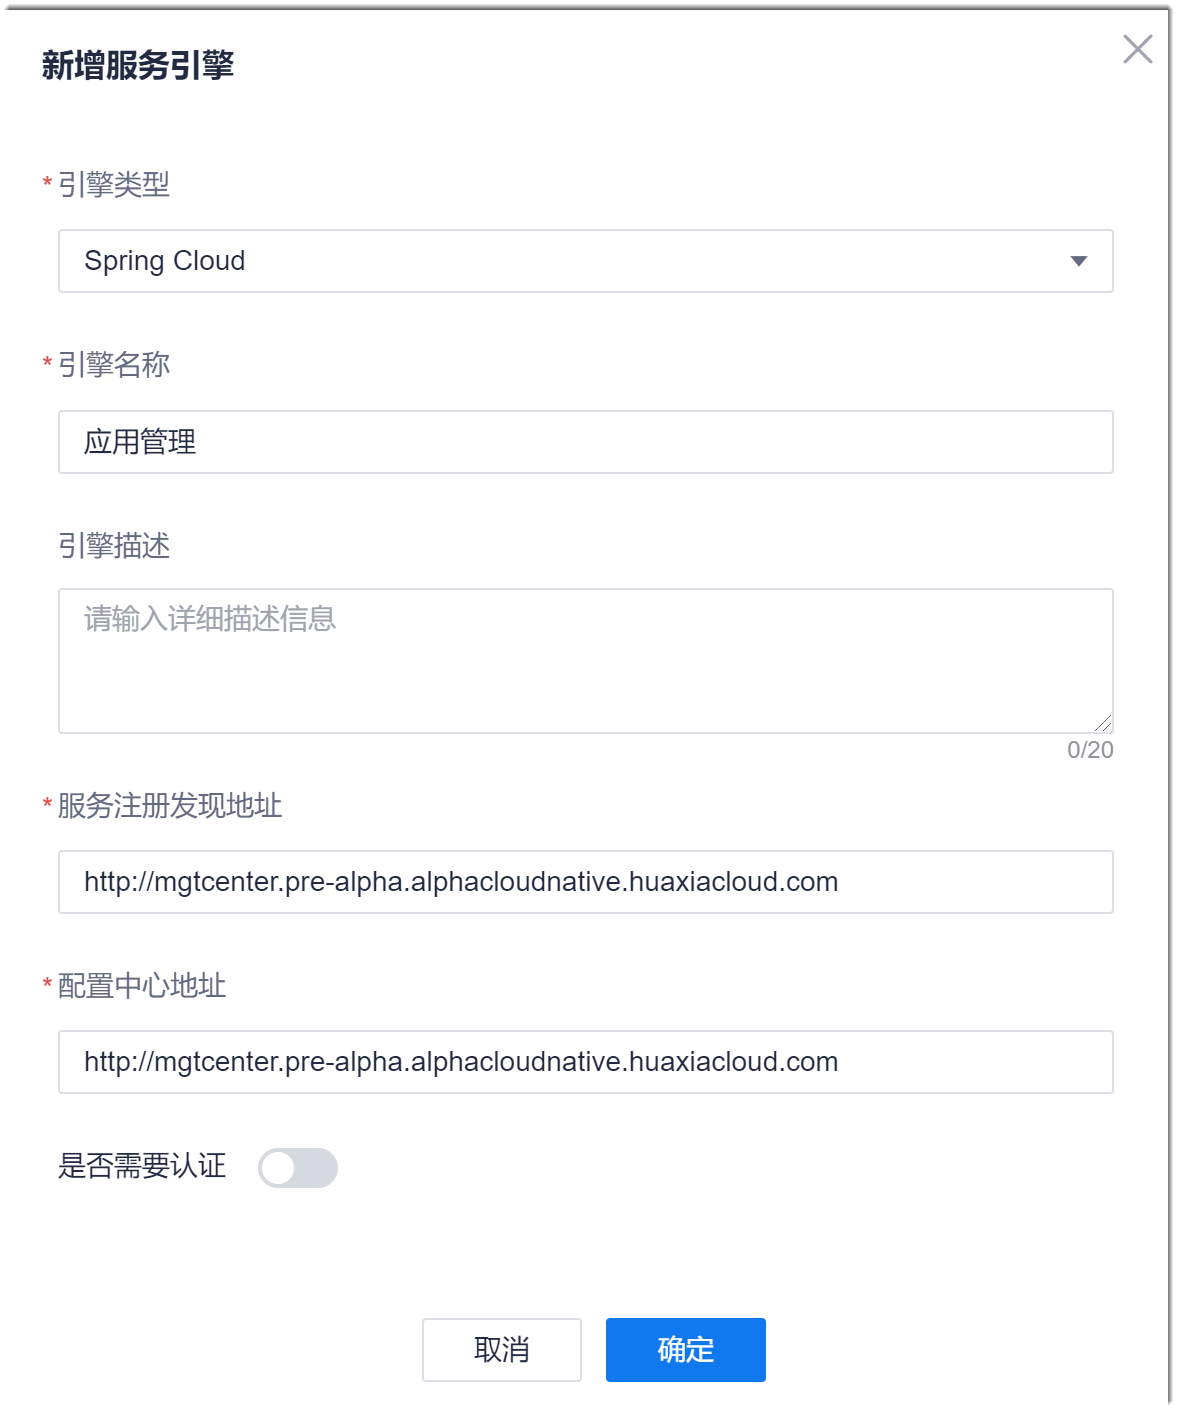 新增服务引擎
* 引擎类型
Spring Cloud
* 引擎名称
应用管理
引擎描述
请输入详细描述信息
0/20
* 服务注册发现地址
http://mgtcenter.pre-alpha.alphacloudnative.huaxiacloud.com
* 配置中心地址
http://mgtcenter.pre-alpha.alphacloudnative.huaxiacloud.com
是否需要认证
取消
确定